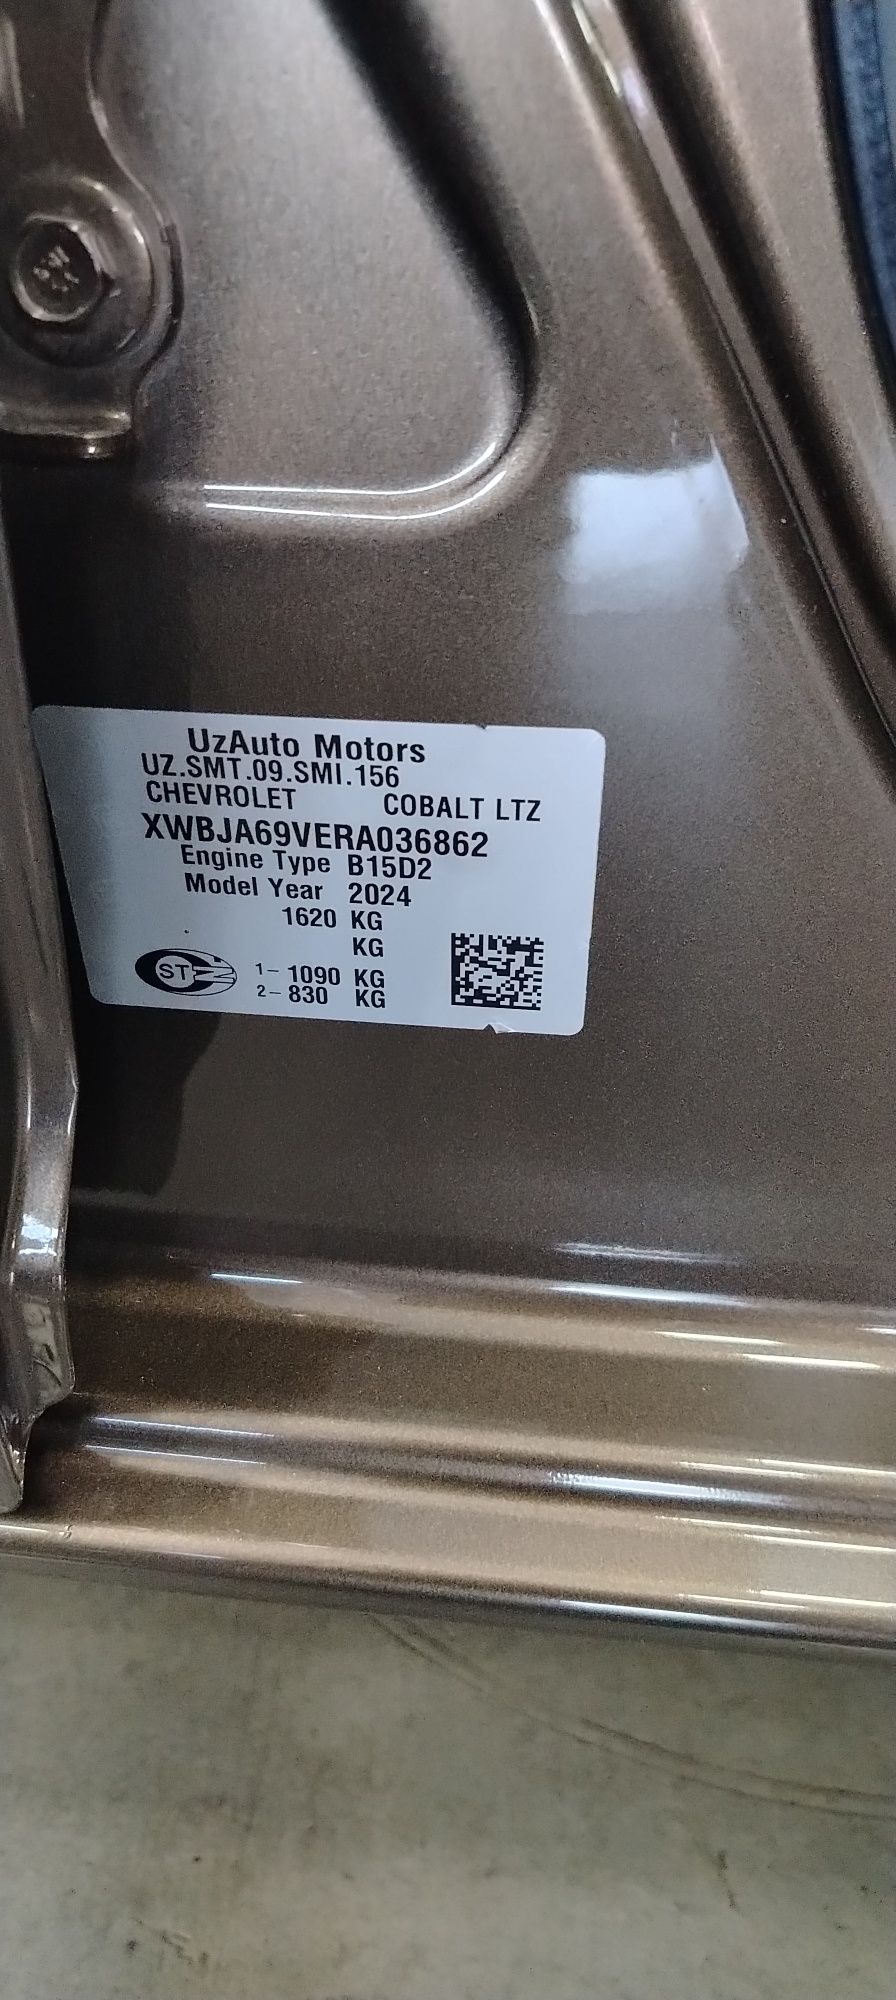 UzAuto Motors
UZ.SMT.09.SMI.156
CHEVROLET COBALT LTZ
XWBJA69VERA036862
Engine Type B15D2
Model Year 2024
1620 KG
KG
1- 1090 KG
2- 830 KG
ST